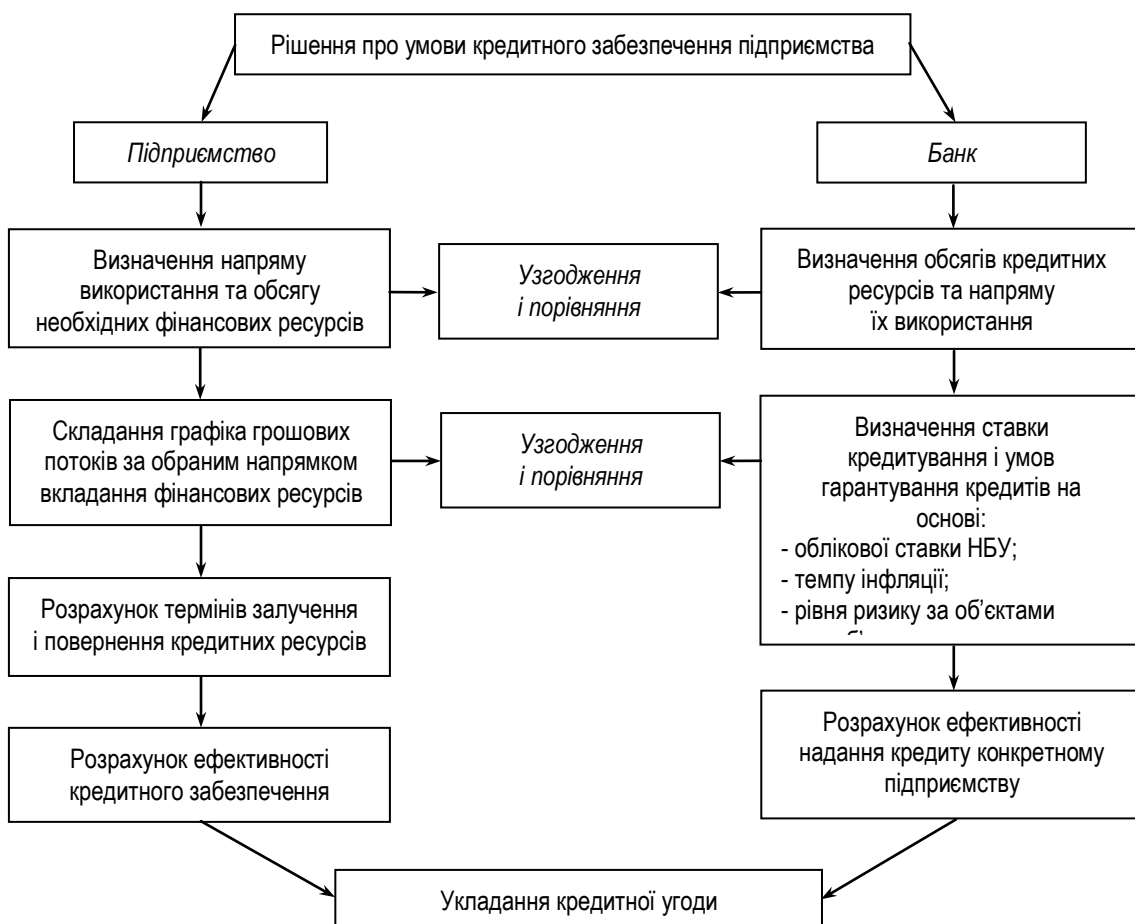 Рішення про умови кредитного забезпечення підприємства
Підприємство
Банк
Визначення напряму
використання та обсягу
необхідних фінансових ресурсів
Узгодження
і порівняння
Визначення обсягів кредитних
ресурсів та напряму
їх використання
Складання графіка грошових
потоків за обраним напрямком
вкладання фінансових ресурсів
Узгодження
і порівняння
Визначення ставки
кредитування і умов
гарантування кредитів на
основі:
- облікової ставки НБУ;
- темпу інфляції;
- рівня ризику за об’єктами
Розрахунок термінів залучення
і повернення кредитних ресурсів
Розрахунок ефективності
кредитного забезпечення
Розрахунок ефективності
надання кредиту конкретному
підприємству
Укладання кредитної угоди